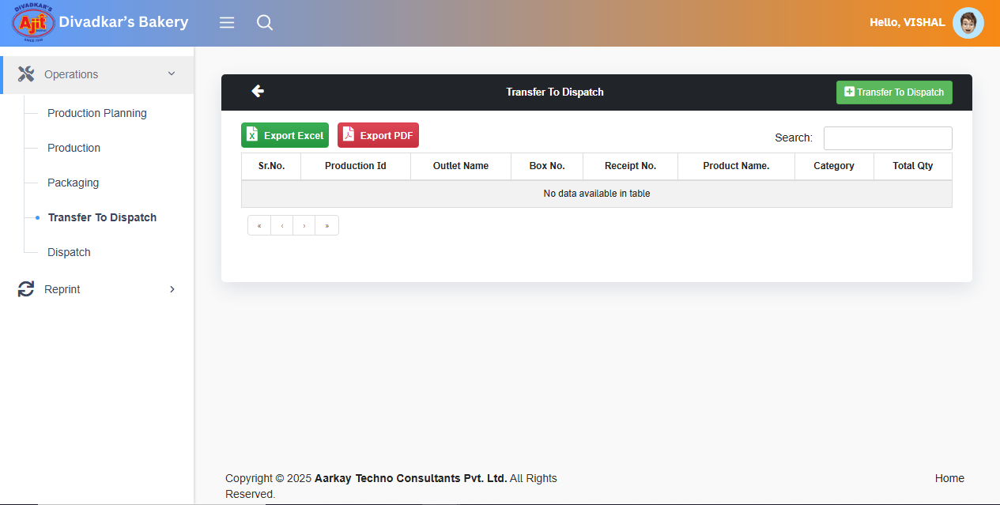 DIVADKAR'S
Ajit
SINCE 1936
Divadkar's Bakery
Hello, VISHAL
Operations
Production Planning
Production
Packaging
Transfer To Dispatch
Dispatch
Reprint
Transfer To Dispatch
Transfer To Dispatch
Export Excel
Export PDF
Search:
Sr.No. Production Id Outlet Name Box No. Receipt No. Product Name. Category Total Qty
No data available in table
« ‹ › »
Copyright © 2025 Aarkay Techno Consultants Pvt. Ltd. All Rights
Reserved.
Home